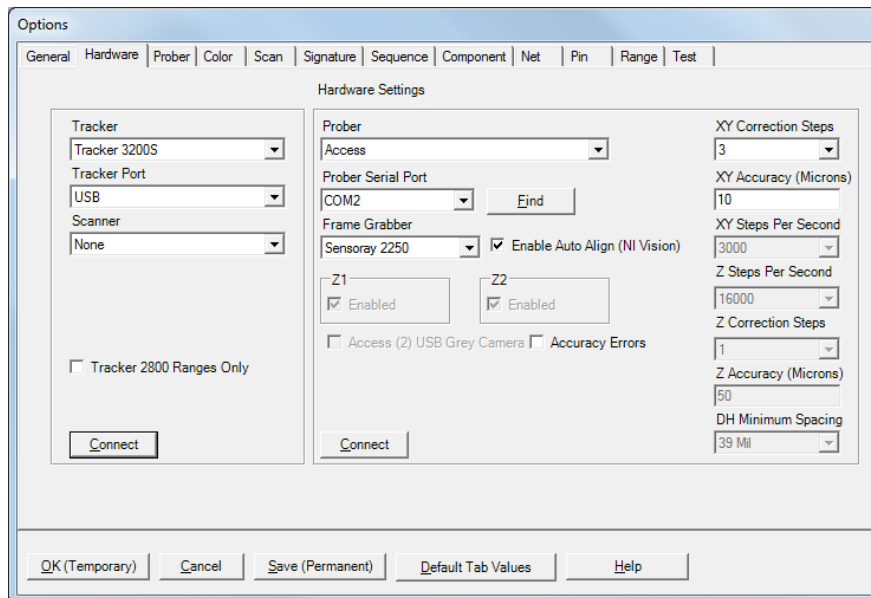 Options
General Hardware Prober Color Scan Signature Sequence Component Net Pin Range Test
Hardware Settings
Tracker
Tracker 3200S
Tracker Port
USB
Scanner
None
Tracker 2800 Ranges Only
Connect
Prober
Access
Prober Serial Port
COM2
Find
Frame Grabber
Sensoray 2250
Enable Auto Align (NI Vision)
Z1
Enabled
Z2
Enabled
Access (2) USB Grey Camera
Accuracy Errors
Connect
XY Correction Steps
3
XY Accuracy (Microns)
10
XY Steps Per Second
3000
Z Steps Per Second
16000
Z Correction Steps
1
Z Accuracy (Microns)
50
DH Minimum Spacing
39 Mil
OK (Temporary)
Cancel
Save (Permanent)
Default Tab Values
Help